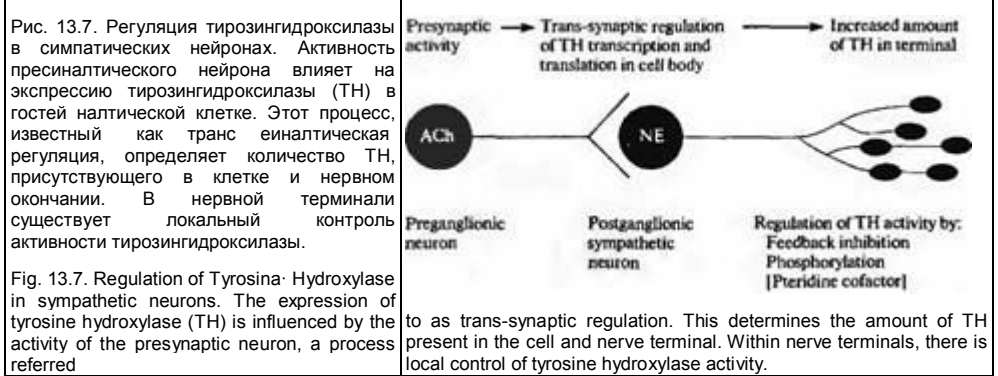 Рис. 13.7. Регуляция тирозингидроксилазы
в симпатических нейронах. Активность
пресиналтического нейрона влияет на
экспрессию тирозингидроксилазы (TH) в
гостей налтической клетке. Этот процесс,
известный как транс еиналтическая
регуляция, определяет количество TH,
присутствующего в клетке и нервном
окончании. В нервной терминали
существует локальный контроль
активности тирозингидроксилазы.
Fig. 13.7. Regulation of Tyrosina· Hydroxylase
in sympathetic neurons. The expression of
tyrosine hydroxylase (TH) is influenced by the
activity of the presynaptic neuron, a process
referred
Presynaptic
activity
Trans-synaptic regulation
of TH transcription and
translation in cell body
Increased amount
of TH in terminal
ACh
NE
Preganglionic
neuron
Postganglionic
sympathetic
neuron
Regulation of TH activity by:
Feedback inhibition
Phosphorylation
[Pteridine cofactor]
to as trans-synaptic regulation. This determines the amount of TH
present in the cell and nerve terminal. Within nerve terminals, there is
local control of tyrosine hydroxylase activity.